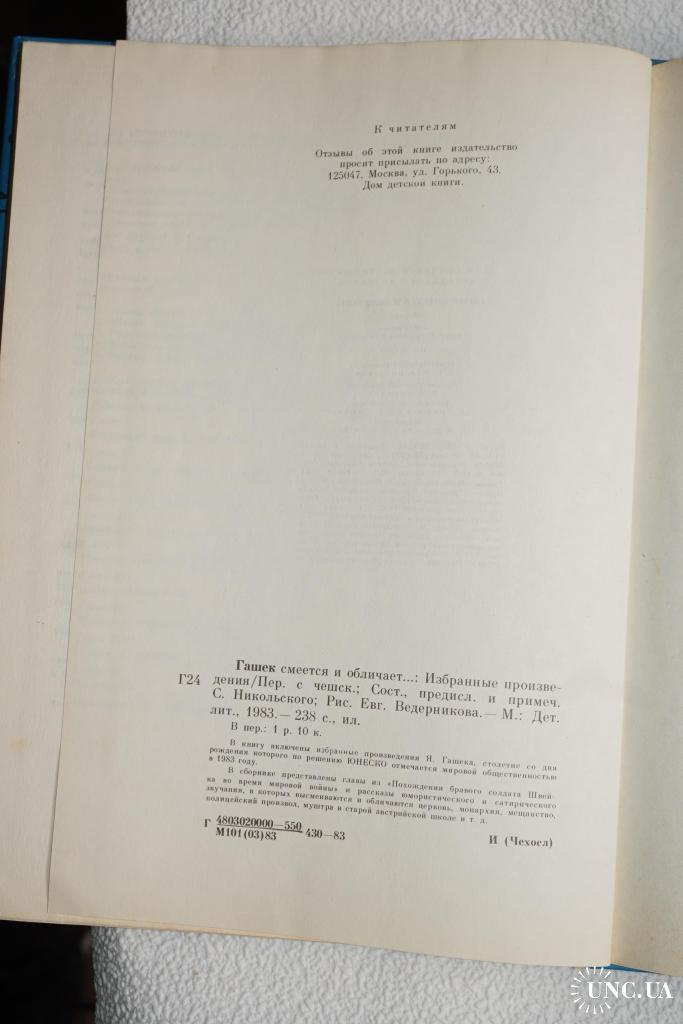 К читателям
Отзывы об этой книге издательство
просит присылать по адресу:
125047, Москва, ул. Горького, 43.
Дом детской книги.
Гашек смеется и обличает...: Избранные произве-
Г24 дения/Пер. с чешск.; Сост., предисл. и примеч.
С. Никольского; Рис. Евг. Ведерникова. — М.: Дет.
лит., 1983. — 238 с., ил.
В пер.: 1 р. 10 к.
В книгу включены избранные произведения Я. Гашека, столетие со дня
рождения которого по решению ЮНЕСКО отмечается мировой общественностью
в 1983 году.
В сборнике представлены главы из «Похождений бравого солдата Швей-
ка во время мировой войны» и рассказы юмористического и сатирического
звучания, в которых высмеиваются и обличаются церковь, монархия, мещанство,
полицейский произвол, муштра в старой австрийской школе и т. д.
Г 4803020000—550 430—83
М101(03)83
И (Чехосл)
UNC.UA